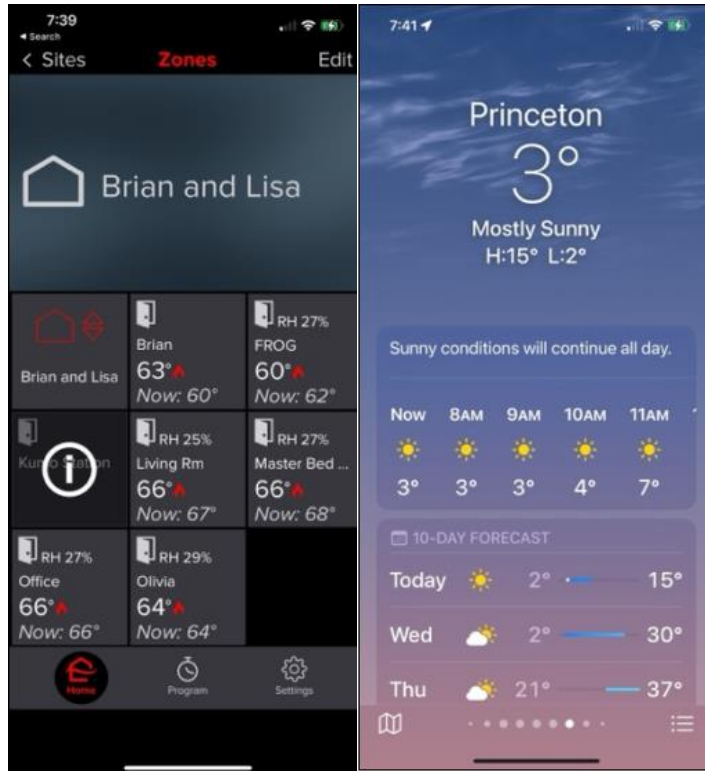 7:39
◀ Search
< Sites
Zones
Edit
Brian and Lisa
Brian and Lisa
Brian
63°
Now: 60°
RH 27%
FROG
60°
Now: 62°
Kumo Station
RH 25%
Living Rm
66°
Now: 67°
RH 27%
Master Bed ...
66°
Now: 68°
RH 27%
Office
66°
Now: 66°
RH 29%
Olivia
64°
Now: 64°
Home
Program
Settings
7:41
Princeton
3°
Mostly Sunny
H:15° L:2°
Sunny conditions will continue all day.
Now 8AM 9AM 10AM 11AM
3° 3° 3° 4° 7°
10-DAY FORECAST
Today 2° 15°
Wed 2° 30°
Thu 21° 37°